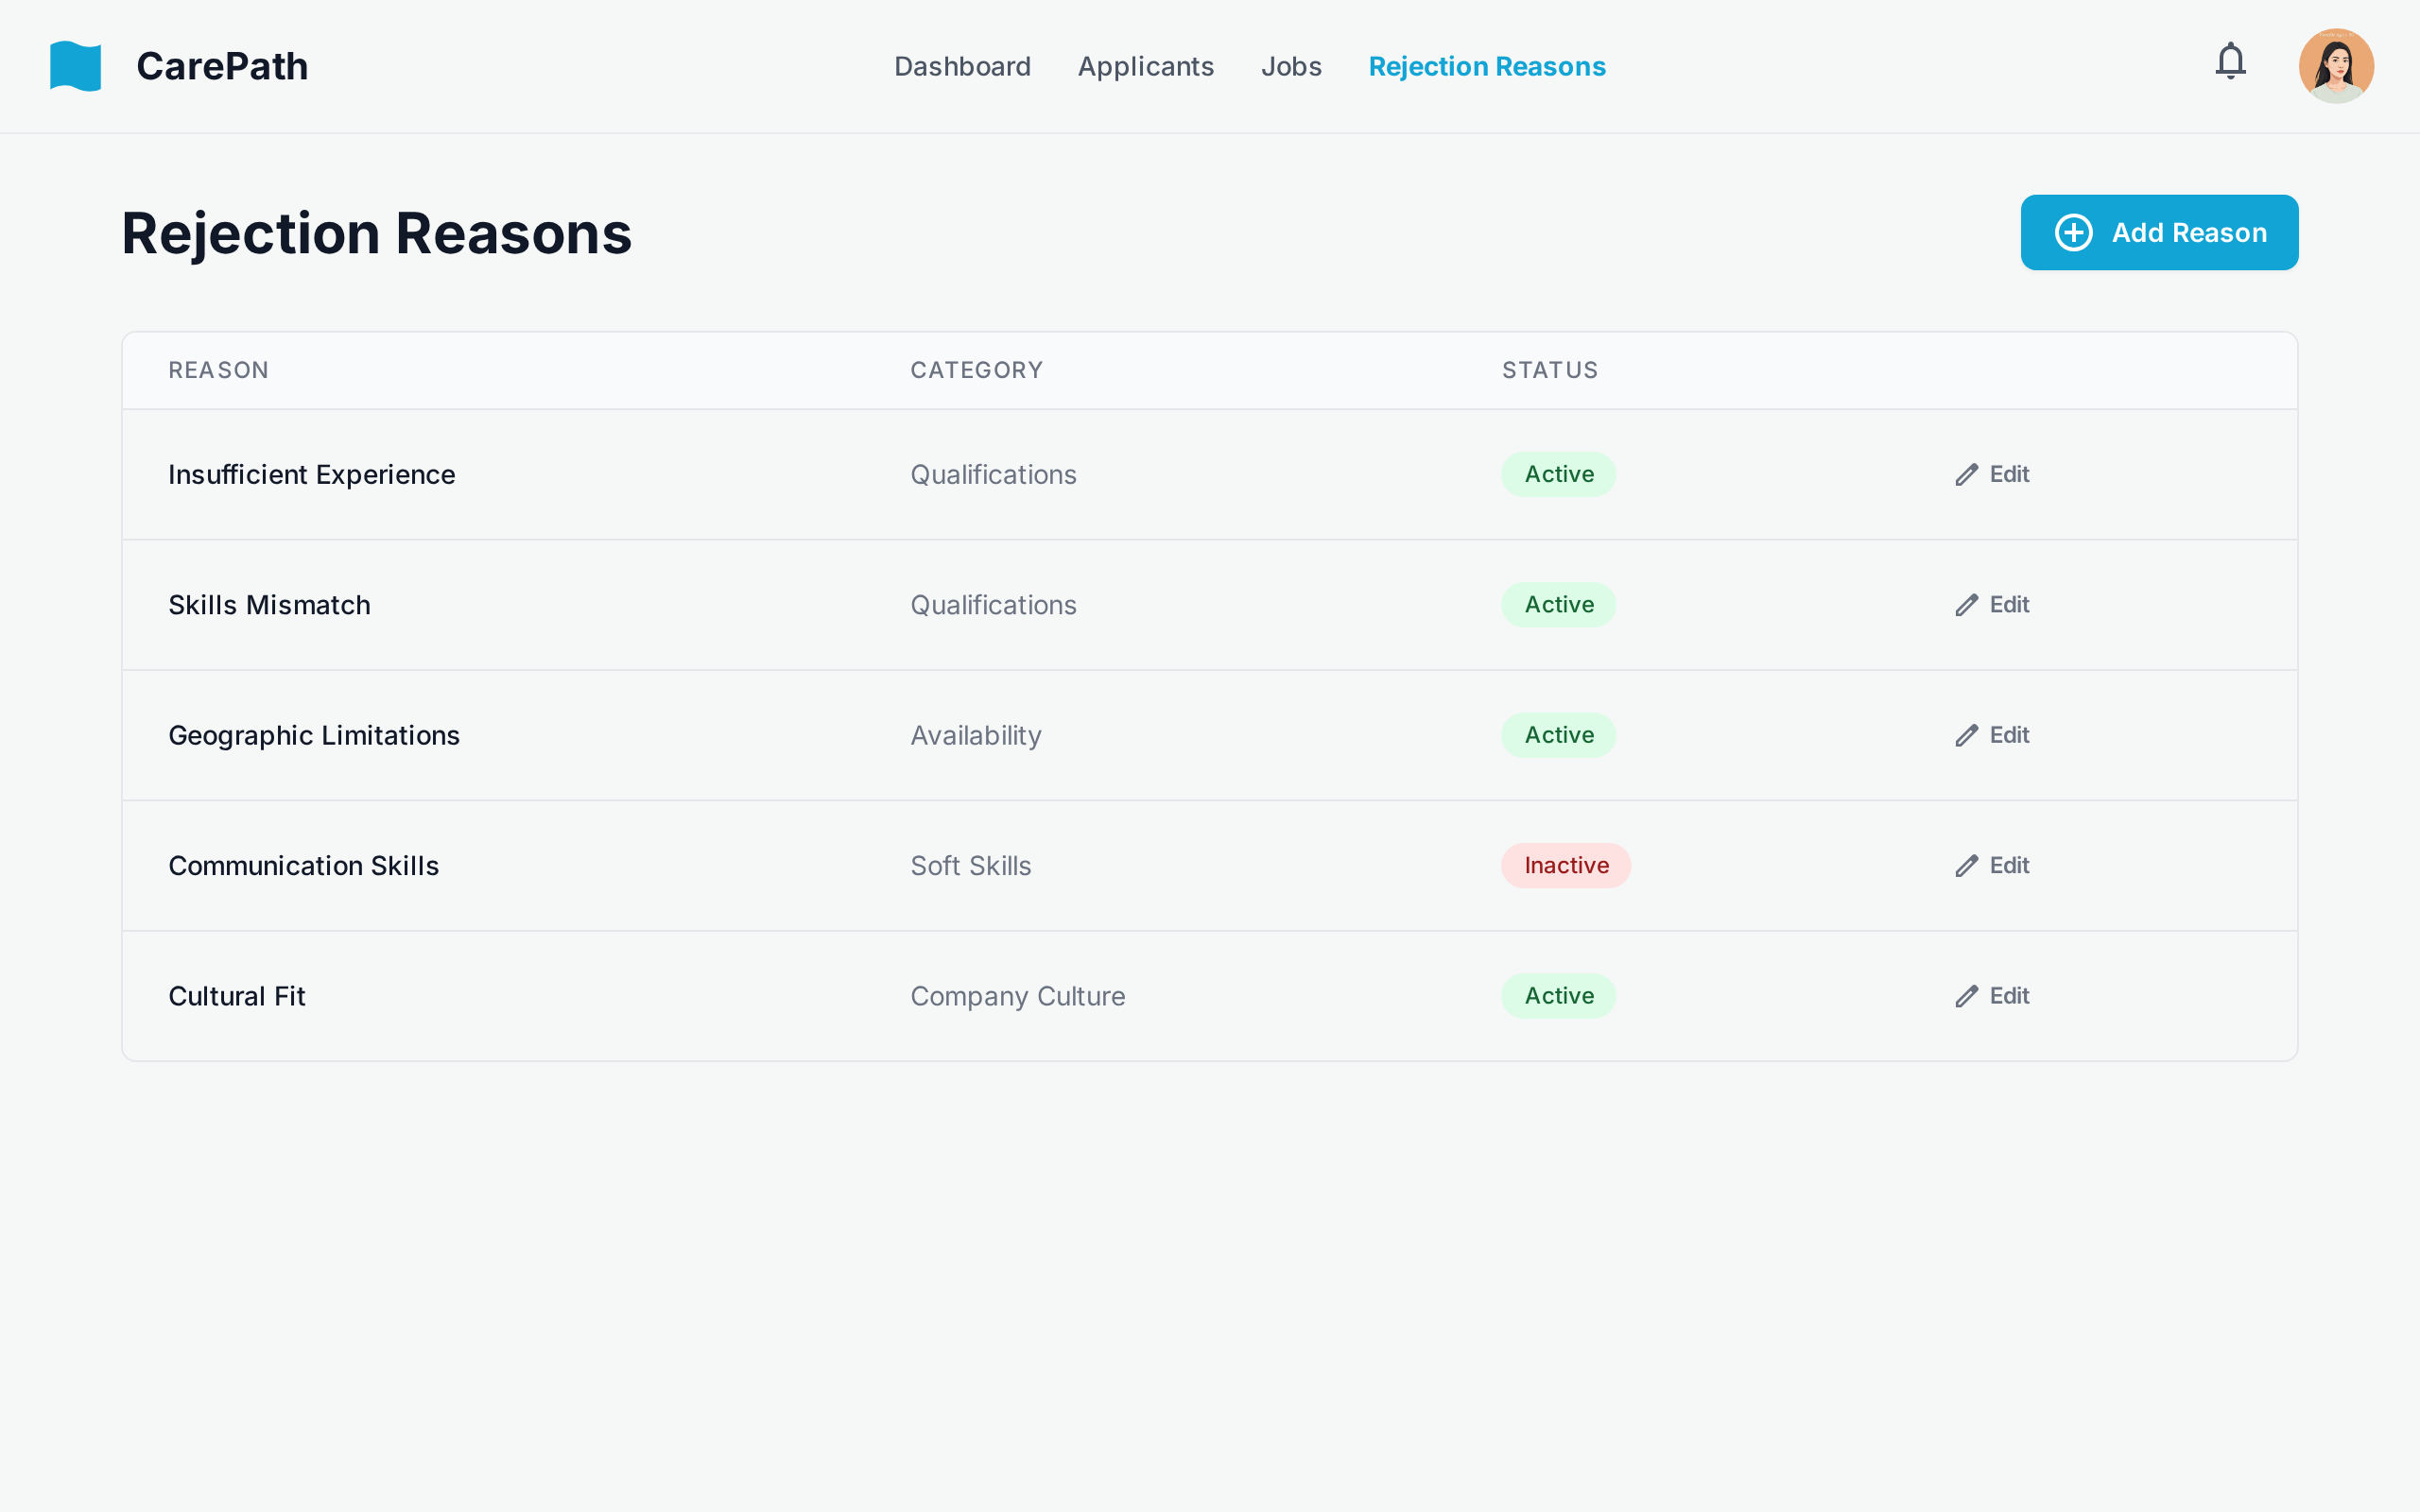 CarePath
Dashboard Applicants Jobs Rejection Reasons
Rejection Reasons
Add Reason
REASON CATEGORY STATUS
Insufficient Experience Qualifications Active Edit
Skills Mismatch Qualifications Active Edit
Geographic Limitations Availability Active Edit
Communication Skills Soft Skills Inactive Edit
Cultural Fit Company Culture Active Edit